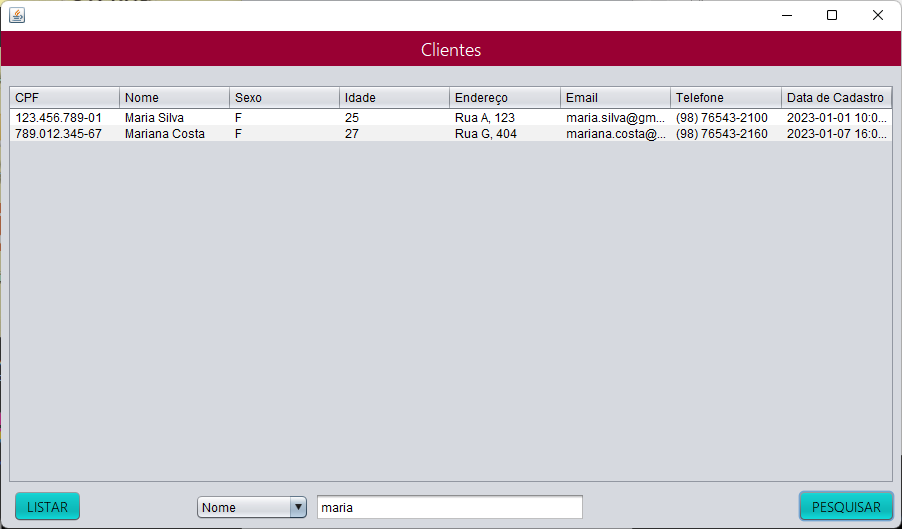 Clientes
CPF Nome Sexo Idade Endereço Email Telefone Data de Cadastro
123.456.789-01 Maria Silva F 25 Rua A, 123 maria.silva@gm... (98) 76543-2100 2023-01-01 10:0...
789.012.345-67 Mariana Costa F 27 Rua G, 404 mariana.costa@... (98) 76543-2160 2023-01-07 16:0...
LISTAR Nome maria PESQUISAR